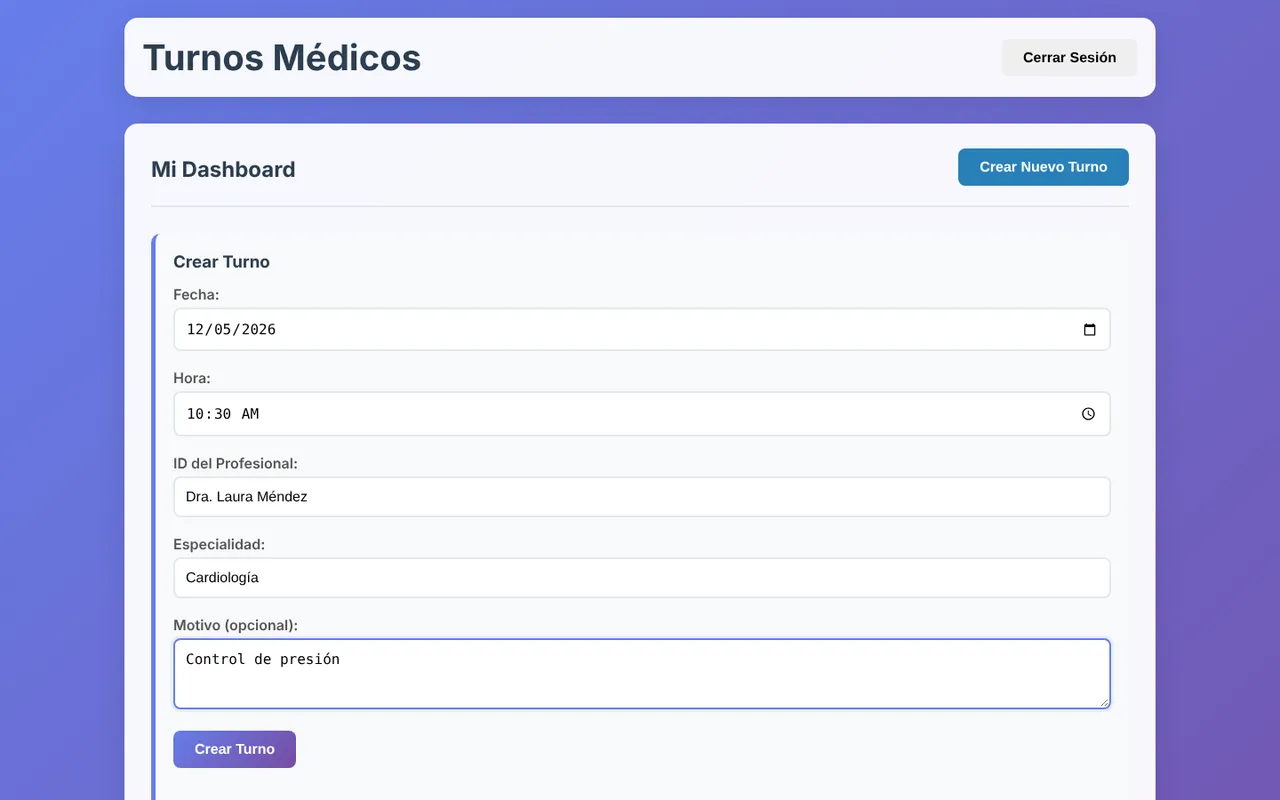 Turnos Médicos
Cerrar Sesión
Mi Dashboard
Crear Nuevo Turno
Crear Turno
Fecha:
12/05/2026
Hora:
10:30 AM
ID del Profesional:
Dra. Laura Méndez
Especialidad:
Cardiología
Motivo (opcional):
Control de presión
Crear Turno